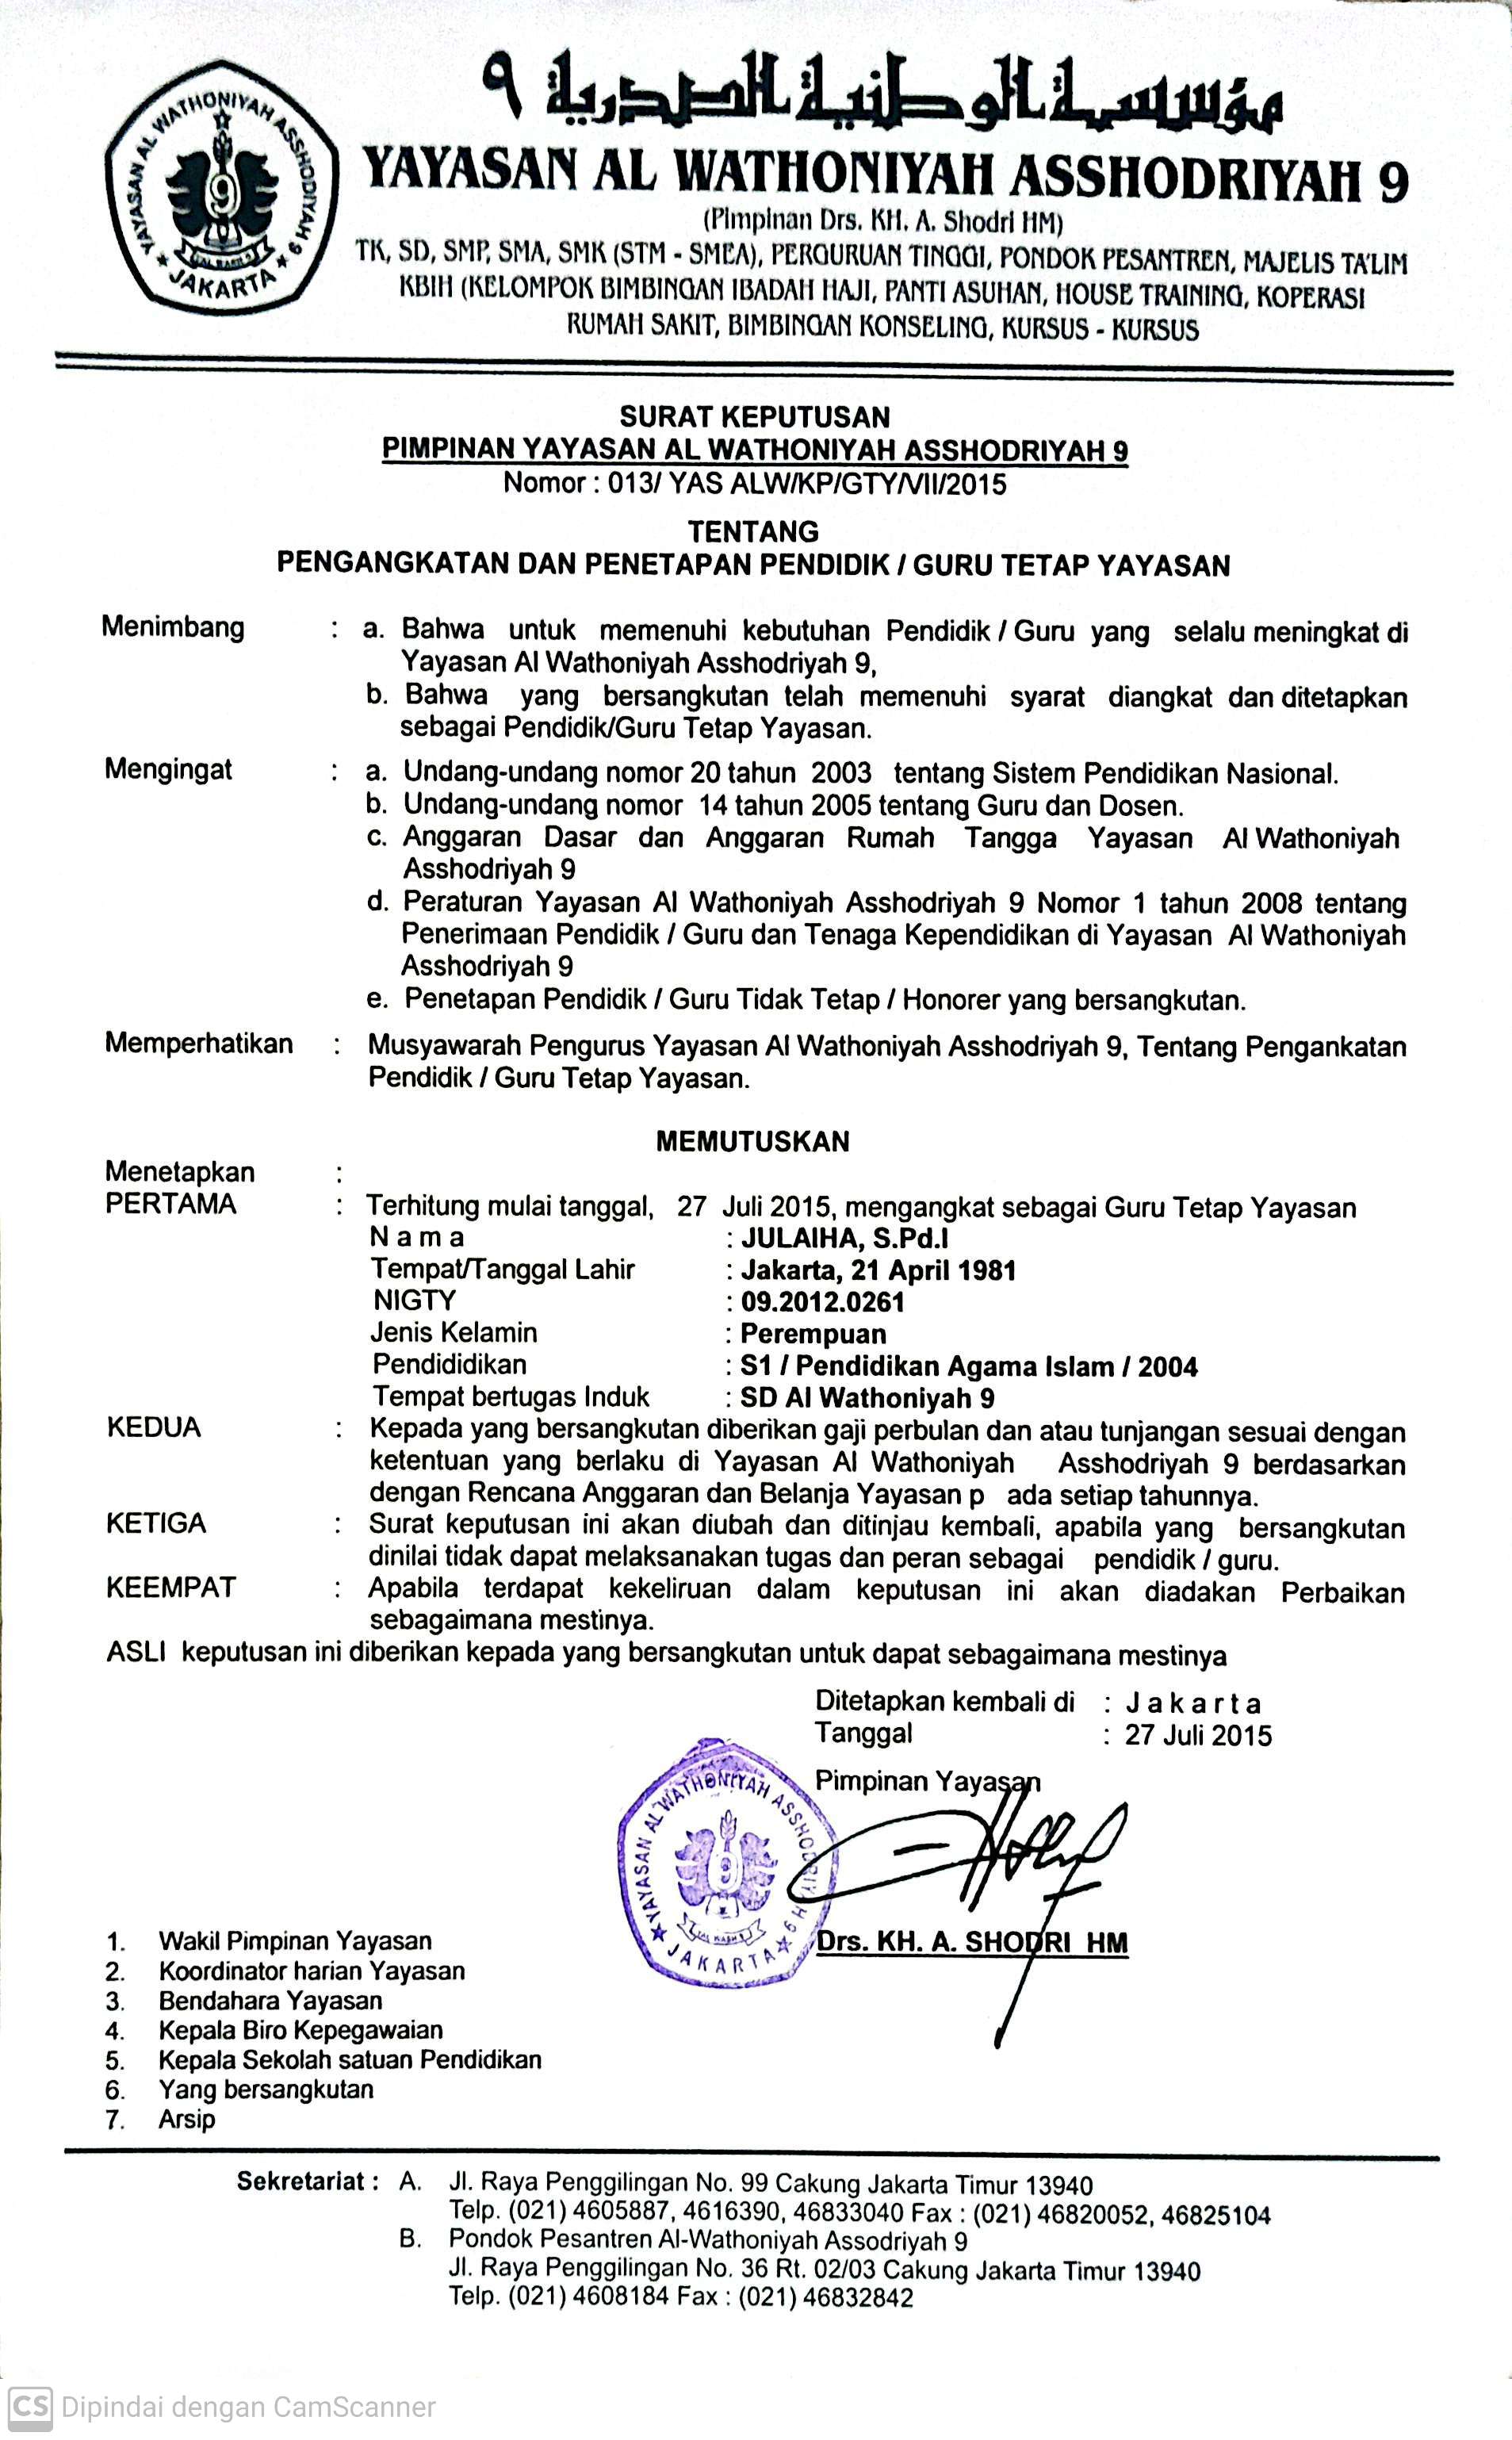 مؤسسة الوطنية الصدرية ٩
YAYASAN AL WATHONIYAH ASSHODRIYAH 9
(Pimpinan Drs. KH. A. Shodri HM)
TK, SD, SMP, SMA, SMK (STM - SMEA), PERGURUAN TINGGI, PONDOK PESANTREN, MAJELIS TA'LIM
KBIH (KELOMPOK BIMBINGAN IBADAH HAJI, PANTI ASUHAN, HOUSE TRAINING, KOPERASI
RUMAH SAKIT, BIMBINGAN KONSELING, KURSUS - KURSUS
YAYASAN AL WATHONIYAH ASSHODRIYAH 9
9
JAKARTA
SURAT KEPUTUSAN
PIMPINAN YAYASAN AL WATHONIYAH ASSHODRIYAH 9
Nomor : 013/ YAS ALW/KP/GTY/VII/2015
TENTANG
PENGANGKATAN DAN PENETAPAN PENDIDIK / GURU TETAP YAYASAN
Menimbang : a. Bahwa untuk memenuhi kebutuhan Pendidik / Guru yang selalu meningkat di
Yayasan Al Wathoniyah Asshodriyah 9,
b. Bahwa yang bersangkutan telah memenuhi syarat diangkat dan ditetapkan
sebagai Pendidik/Guru Tetap Yayasan.
Mengingat : a. Undang-undang nomor 20 tahun 2003 tentang Sistem Pendidikan Nasional.
b. Undang-undang nomor 14 tahun 2005 tentang Guru dan Dosen.
c. Anggaran Dasar dan Anggaran Rumah Tangga Yayasan Al Wathoniyah
Asshodriyah 9
d. Peraturan Yayasan Al Wathoniyah Asshodriyah 9 Nomor 1 tahun 2008 tentang
Penerimaan Pendidik / Guru dan Tenaga Kependidikan di Yayasan Al Wathoniyah
Asshodriyah 9
e. Penetapan Pendidik / Guru Tidak Tetap / Honorer yang bersangkutan.
Memperhatikan : Musyawarah Pengurus Yayasan Al Wathoniyah Asshodriyah 9, Tentang Pengankatan
Pendidik / Guru Tetap Yayasan.
MEMUTUSKAN
Menetapkan :
PERTAMA : Terhitung mulai tanggal, 27 Juli 2015, mengangkat sebagai Guru Tetap Yayasan
N a m a : JULAIHA, S.Pd.I
Tempat/Tanggal Lahir : Jakarta, 21 April 1981
NIGTY : 09.2012.0261
Jenis Kelamin : Perempuan
Pendididikan : S1 / Pendidikan Agama Islam / 2004
Tempat bertugas Induk : SD Al Wathoniyah 9
KEDUA : Kepada yang bersangkutan diberikan gaji perbulan dan atau tunjangan sesuai dengan
ketentuan yang berlaku di Yayasan Al Wathoniyah Asshodriyah 9 berdasarkan
dengan Rencana Anggaran dan Belanja Yayasan p ada setiap tahunnya.
KETIGA : Surat keputusan ini akan diubah dan ditinjau kembali, apabila yang bersangkutan
dinilai tidak dapat melaksanakan tugas dan peran sebagai pendidik / guru.
KEEMPAT : Apabila terdapat kekeliruan dalam keputusan ini akan diadakan Perbaikan
sebagaimana mestinya.
ASLI keputusan ini diberikan kepada yang bersangkutan untuk dapat sebagaimana mestinya
Ditetapkan kembali di : J a k a r t a
Tanggal : 27 Juli 2015
Pimpinan Yayasan
YAYASAN AL WATHONIYAH ASSHODRIYAH 9
9
JAKARTA
Drs. KH. A. SHODRI HM
1. Wakil Pimpinan Yayasan
2. Koordinator harian Yayasan
3. Bendahara Yayasan
4. Kepala Biro Kepegawaian
5. Kepala Sekolah satuan Pendidikan
6. Yang bersangkutan
7. Arsip
Sekretariat : A. Jl. Raya Penggilingan No. 99 Cakung Jakarta Timur 13940
Telp. (021) 4605887, 4616390, 46833040 Fax : (021) 46820052, 46825104
B. Pondok Pesantren Al-Wathoniyah Assodriyah 9
Jl. Raya Penggilingan No. 36 Rt. 02/03 Cakung Jakarta Timur 13940
Telp. (021) 4608184 Fax : (021) 46832842
CS Dipindai dengan CamScanner